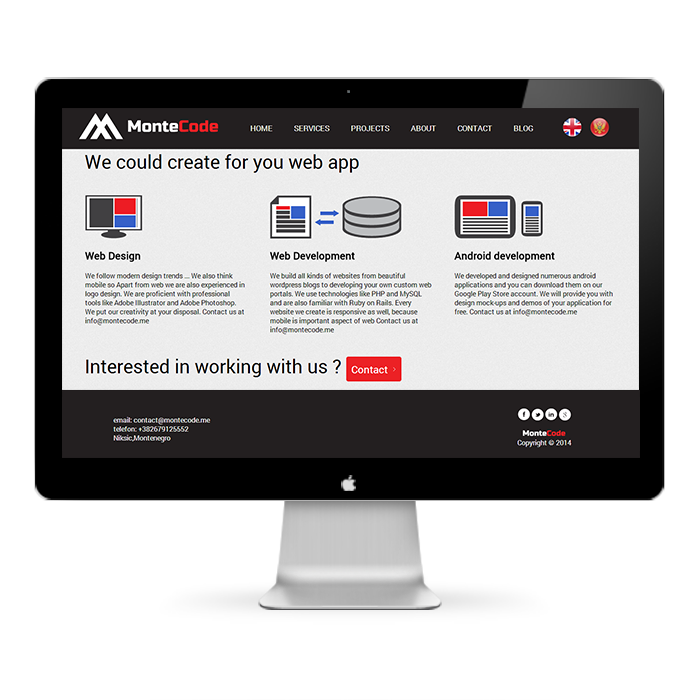 MonteCode HOME SERVICES PROJECTS ABOUT CONTACT BLOG
We could create for you web app
Web Design
We follow modern design trends ... We also think
mobile so Apart from web we are also experienced in
logo design. We are proficient with professional
tools like Adobe Illustrator and Adobe Photoshop.
We put our creativity at your disposal. Contact us at
info@montecode.me
Web Development
We build all kinds of websites from beautiful
wordpress blogs to developing your own custom web
portals. We use technologies like PHP and MySQL
and are also familiar with Ruby on Rails. Every
website we create is responsive as well, because
mobile is important aspect of web Contact us at
info@montecode.me
Android development
We developed and designed numerous android
applications and you can download them on our
Google Play Store account. We will provide you with
design mock-ups and demos of your application for
free. Contact us at info@montecode.me
Interested in working with us ? Contact
email: contact@montecode.me
telefon: +382679125552
Niksic,Montenegro
MonteCode
Copyright © 2014